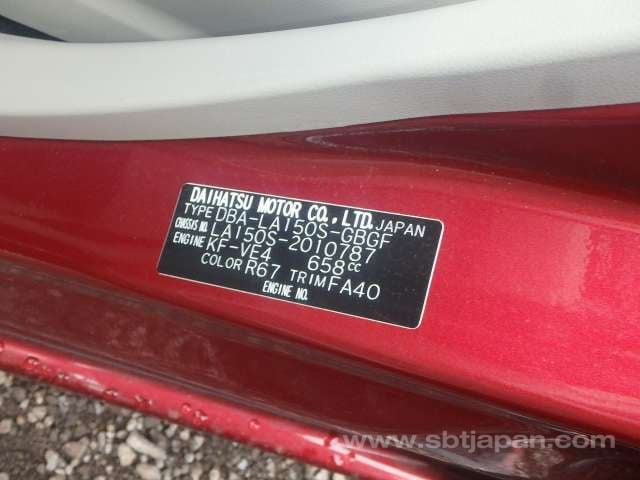 DAIHATSU MOTOR CO., LTD. JAPAN
TYPE DBA-LA150S-GBGF
CHASSIS NO. LA150S-2010787
ENGINE KF-VE4 658cc
COLOR R67 TRIM FA40
ENGINE NO.
www.sbtjapan.com